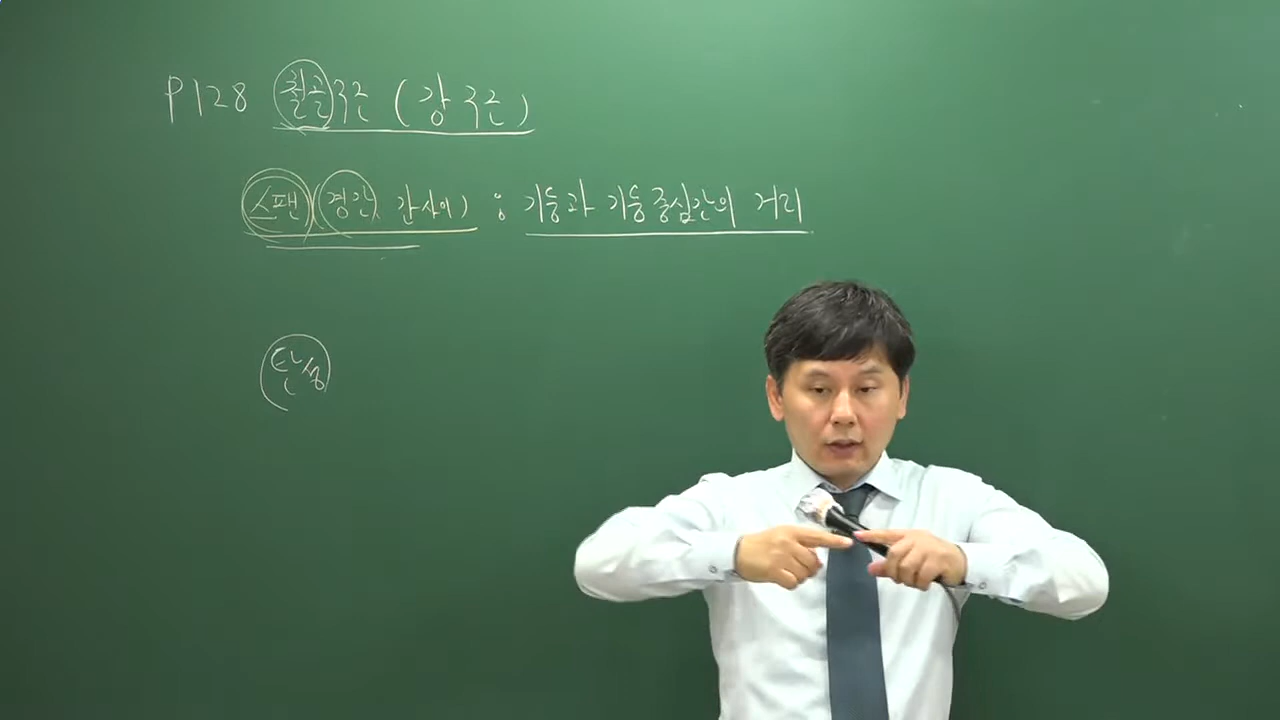 P128 철골구조 (강구조)
스팬(경간, 간사이) : 기둥과 기둥중심간의 거리
탄성